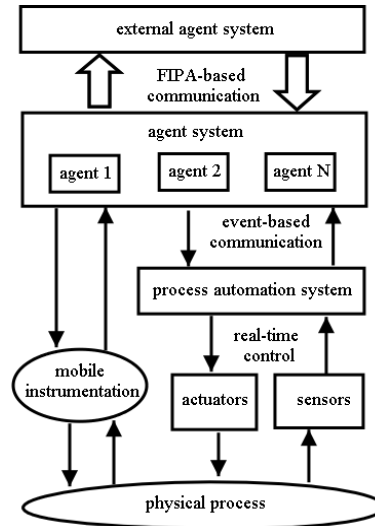 external agent system
FIPA-based
communication
agent system
agent 1
agent 2
agent N
event-based
communication
process automation system
real-time
control
mobile
instrumentation
actuators
sensors
physical process